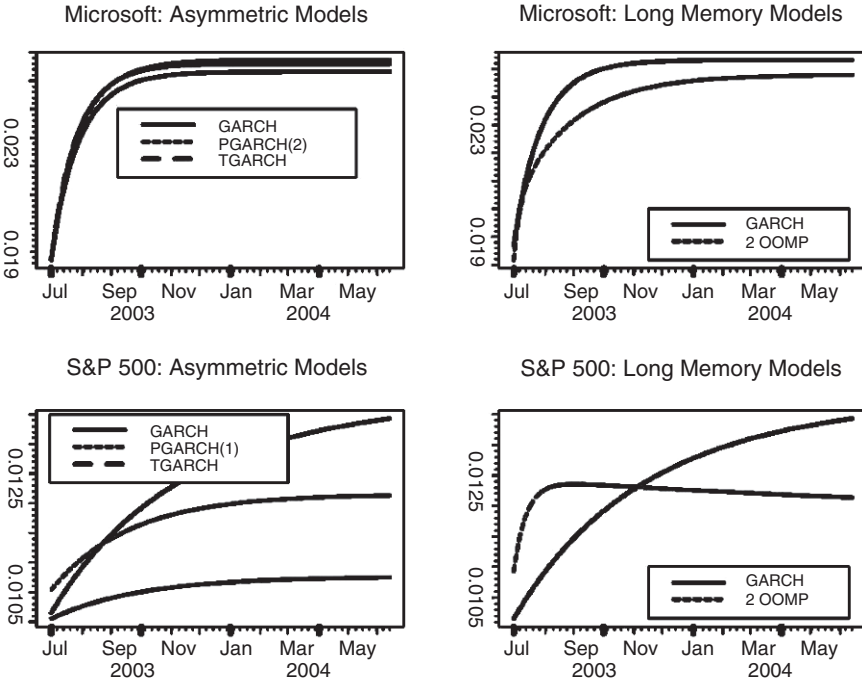 Microsoft: Asymmetric Models
0.023
0.019
GARCH
PGARCH(2)
TGARCH
Jul Sep Nov Jan Mar May
2003 2004
Microsoft: Long Memory Models
0.023
0.019
GARCH
2 OOMP
Jul Sep Nov Jan Mar May
2003 2004
S&P 500: Asymmetric Models
0.0125
0.0105
GARCH
PGARCH(1)
TGARCH
Jul Sep Nov Jan Mar May
2003 2004
S&P 500: Long Memory Models
0.0125
0.0105
GARCH
2 OOMP
Jul Sep Nov Jan Mar May
2003 2004